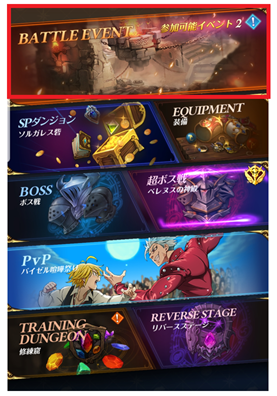 BATTLE EVENT
参加可能イベント 2
SPダンジョン
ソルガレス砦
EQUIPMENT
装備
BOSS
ボス戦
超ボス戦
ペレヌスの神殿
PvP
バイゼル喧嘩祭
TRAINING
DUNGEON
修練窟
REVERSE STAGE
リバースステージ